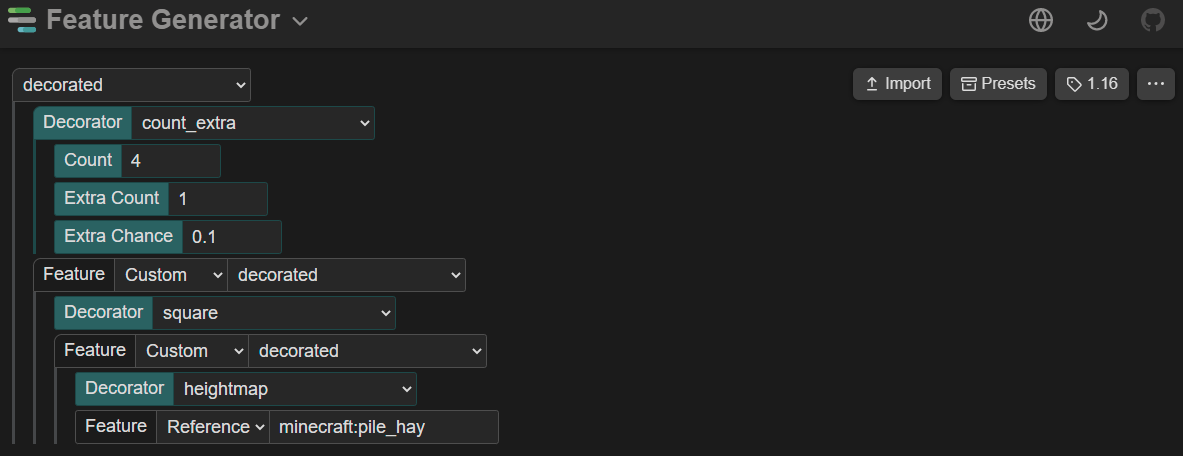 Feature Generator
decorated
Import Presets 1.16
Decorator count_extra
Count 4
Extra Count 1
Extra Chance 0.1
Feature Custom decorated
Decorator square
Feature Custom decorated
Decorator heightmap
Feature Reference minecraft:pile_hay